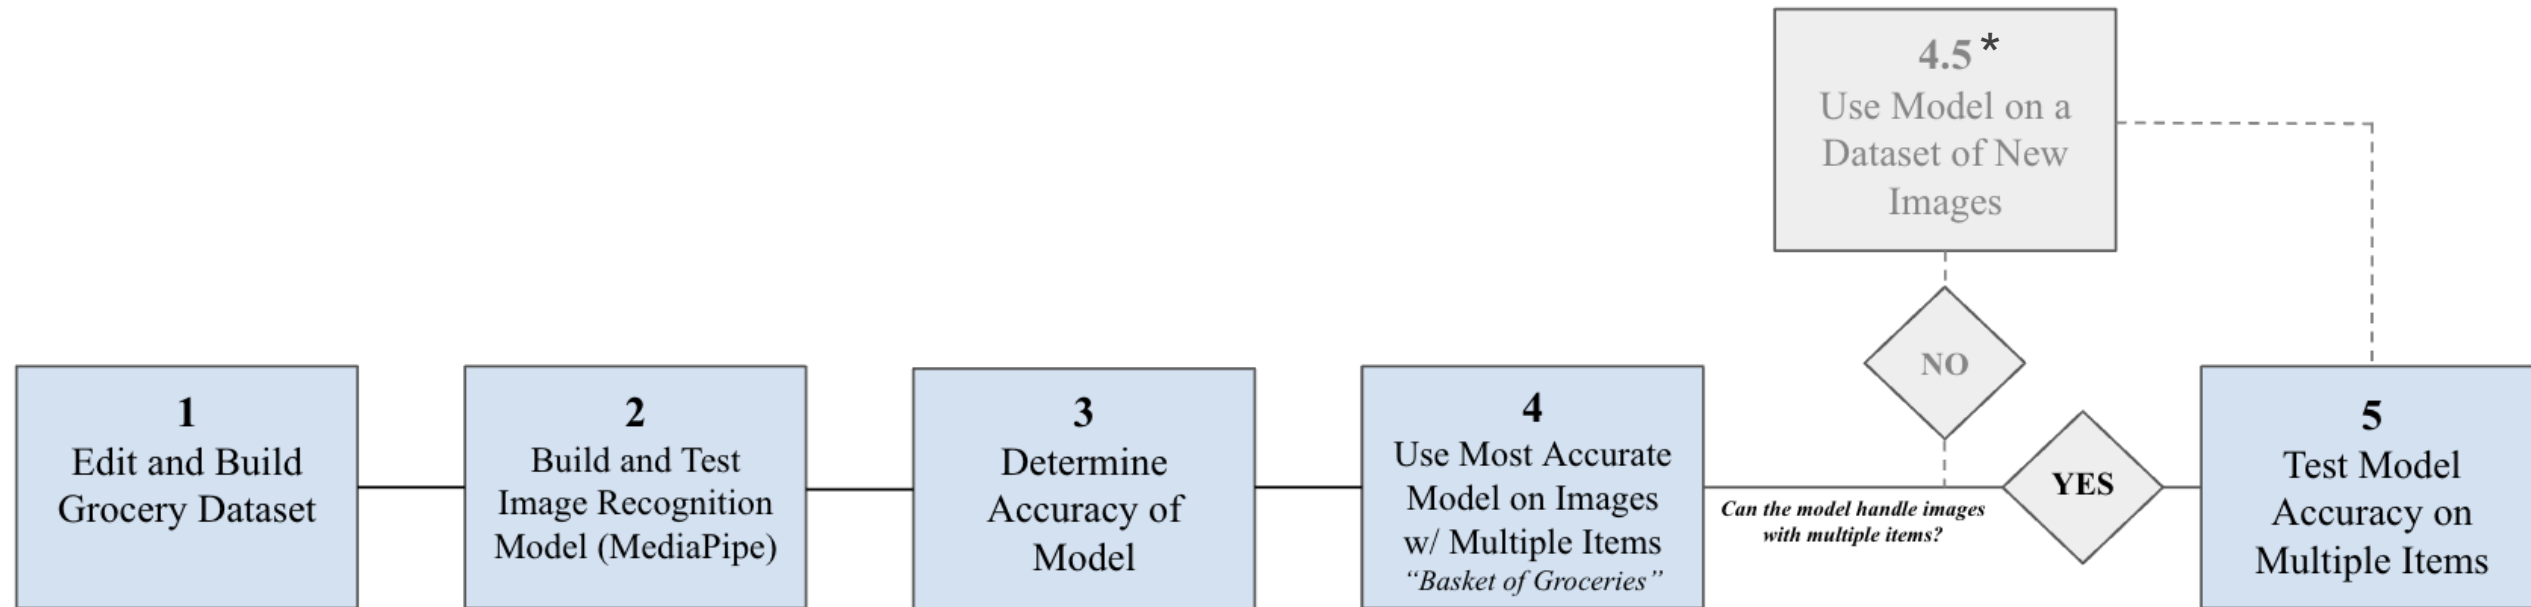 1
Edit and Build
Grocery Dataset
2
Build and Test
Image Recognition
Model (MediaPipe)
3
Determine
Accuracy of
Model
4
Use Most Accurate
Model on Images
w/ Multiple Items
“Basket of Groceries”
Can the model handle images
with multiple items?
NO
4.5*
Use Model on a
Dataset of New
Images
YES
5
Test Model
Accuracy on
Multiple Items